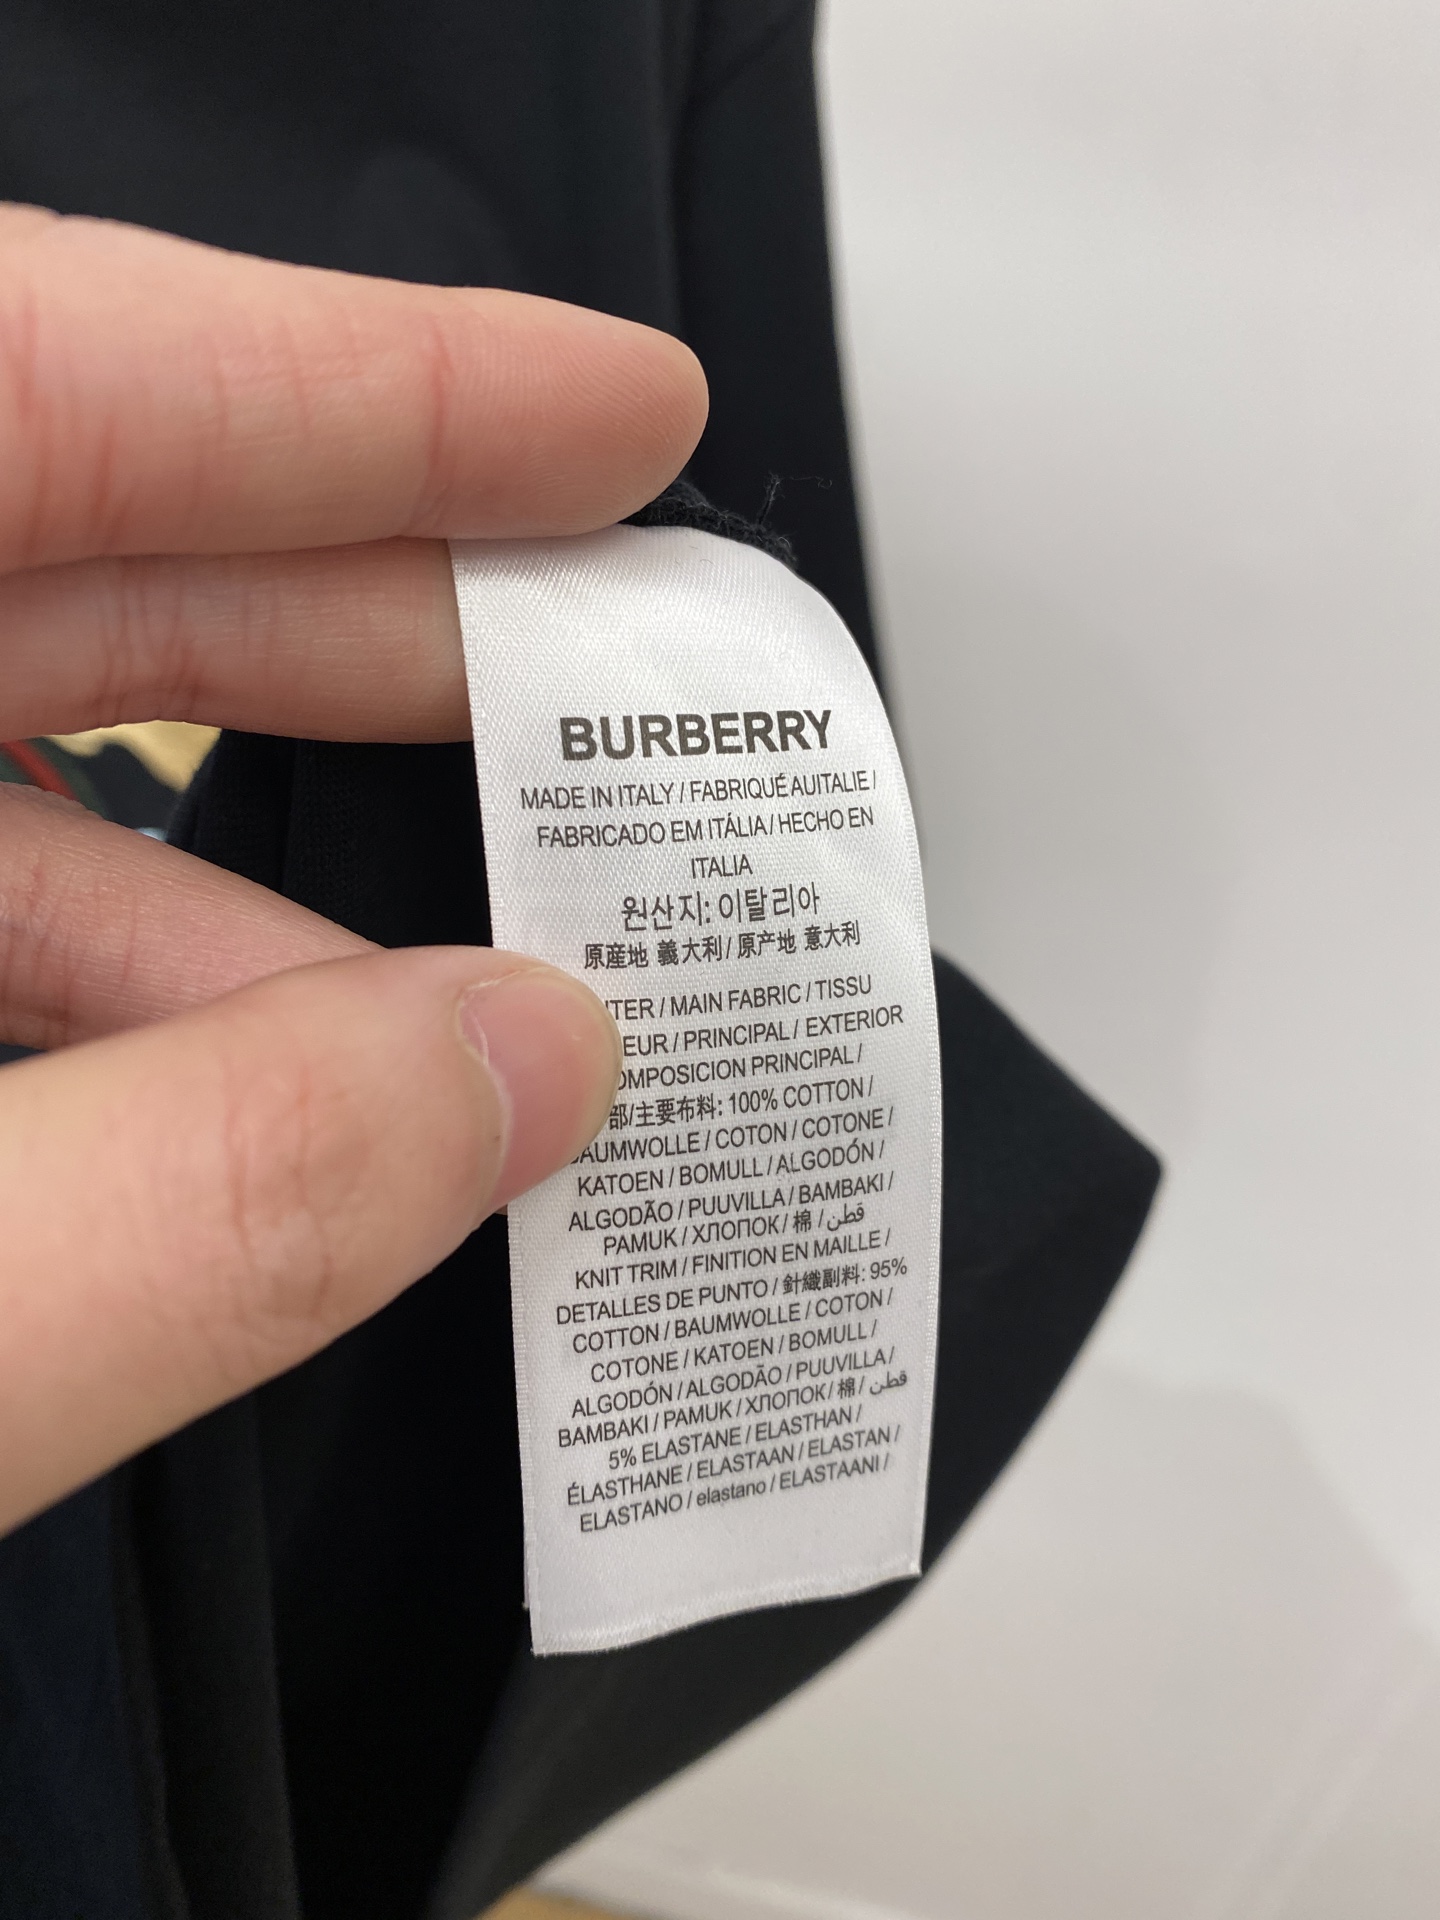 BURBERRY
MADE IN ITALY / FABRIQUÉ AUITALIE /
FABRICADO EM ITÁLIA / HECHO EN
ITALIA
원산지: 이탈리아
原産地 義大利 / 原产地 意大利
/ MAIN FABRIC / TISSU
/ PRINCIPAL / EXTERIOR
PRINCIPAL /
部/主要布料: 100% COTTON /
BAUMWOLLE / COTON / COTONE /
KATOEN / BOMULL / ALGODÓN /
ALGODÃO / PUUVILLA / BAMBAKI /
PAMUK / ХЛОПОК / 棉 / قطن
KNIT TRIM / FINITION EN MAILLE /
DETALLES DE PUNTO / 針織副料: 95%
COTTON / BAUMWOLLE / COTON /
COTONE / KATOEN / BOMULL /
ALGODÓN / ALGODÃO / PUUVILLA /
BAMBAKI / PAMUK / ХЛОПОК / 棉 / قطن
5% ELASTANE / ELASTHAN /
ÉLASTHANE / ELASTAAN / ELASTAN /
ELASTANO / elastano / ELASTAANI /